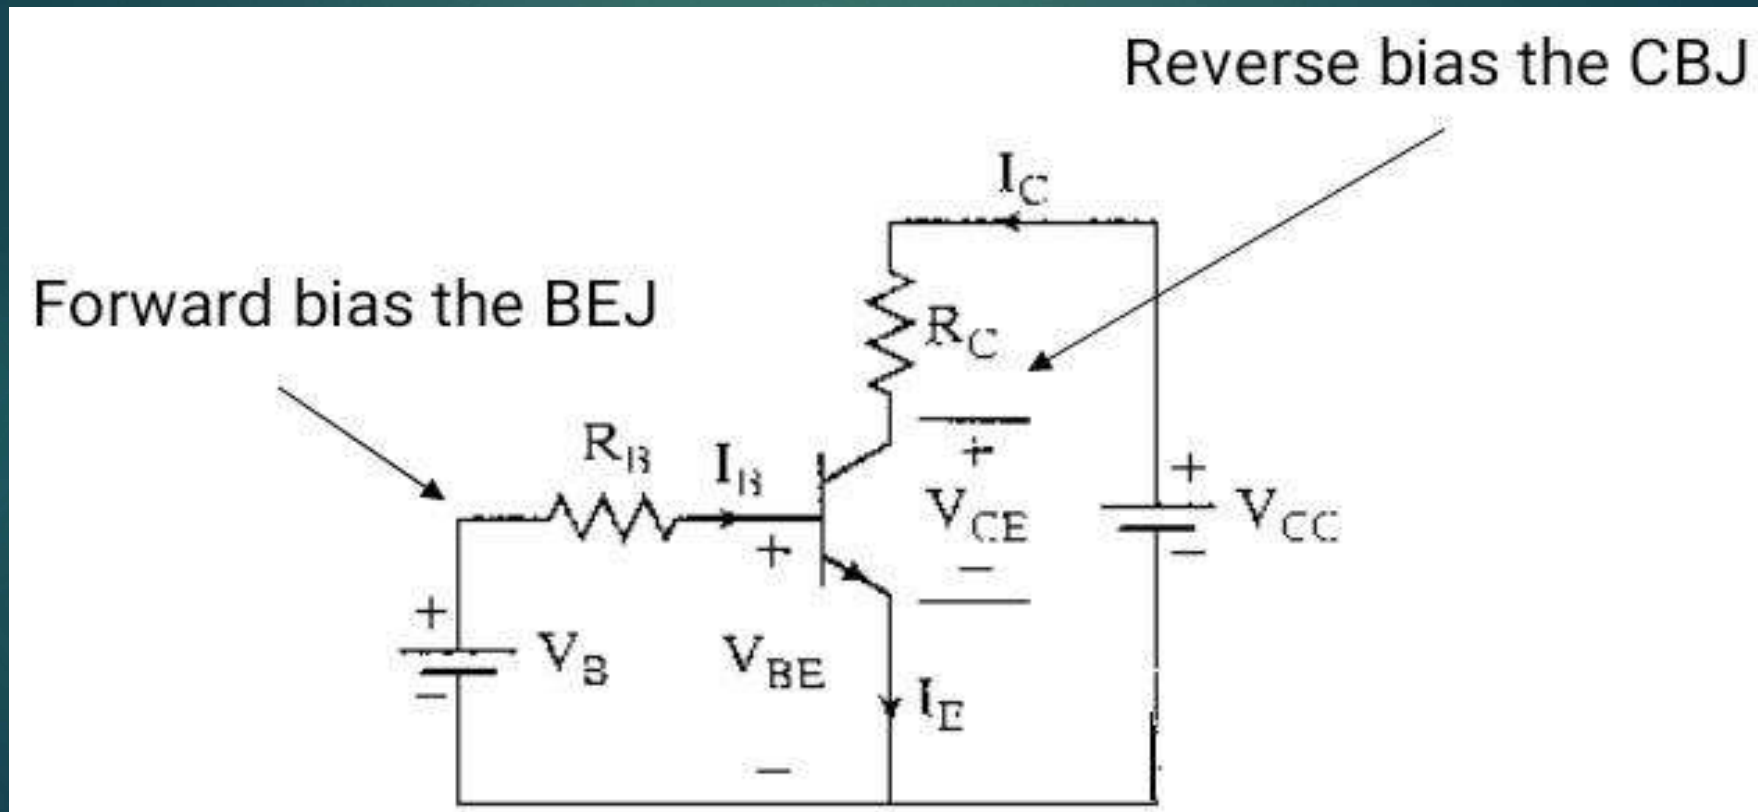 Reverse bias the CBJ
I_C
Forward bias the BEJ
R_C
R_B
I_B
+
V_CE
−
+
V_CC
−
+
V_B
−
+
V_BE
−
I_E